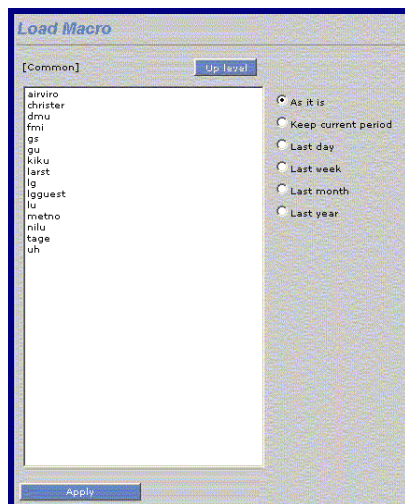 Load Macro
[Common]
Up level
airviro
christer
dmu
fmi
gs
gu
kiku
larst
lg
lgguest
lu
metno
nilu
tage
uh
As it is
Keep current period
Last day
Last week
Last month
Last year
Apply